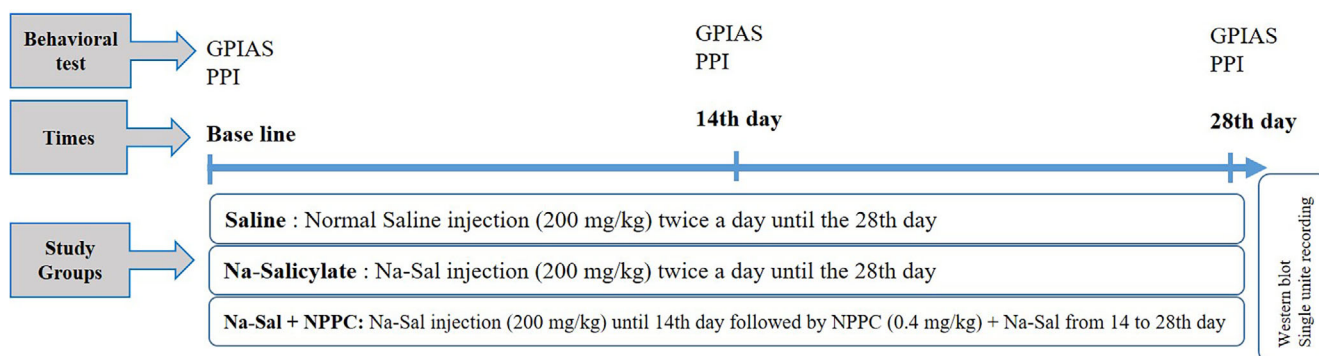 Behavioral
test
GPIAS
PPI
GPIAS
PPI
GPIAS
PPI
Times
Base line
14th day
28th day
Study
Groups
Saline : Normal Saline injection (200 mg/kg) twice a day until the 28th day
Na-Salicylate : Na-Sal injection (200 mg/kg) twice a day until the 28th day
Na-Sal + NPPC: Na-Sal injection (200 mg/kg) until 14th day followed by NPPC (0.4 mg/kg) + Na-Sal from 14 to 28th day
Western blot
Single unite recording